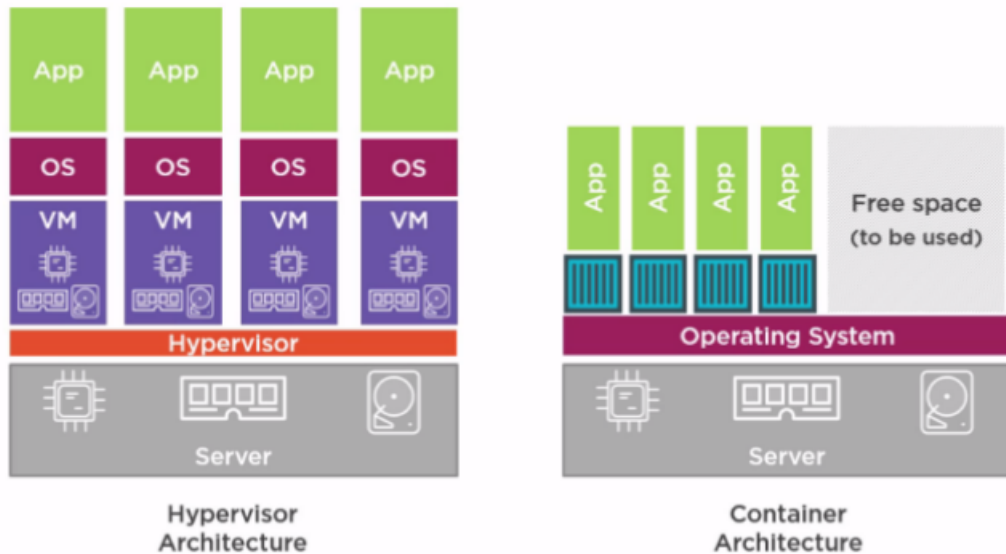 App App App App
OS OS OS OS
VM VM VM VM
Hypervisor
Server
Hypervisor
Architecture
App App App App
Free space
(to be used)
Operating System
Server
Container
Architecture